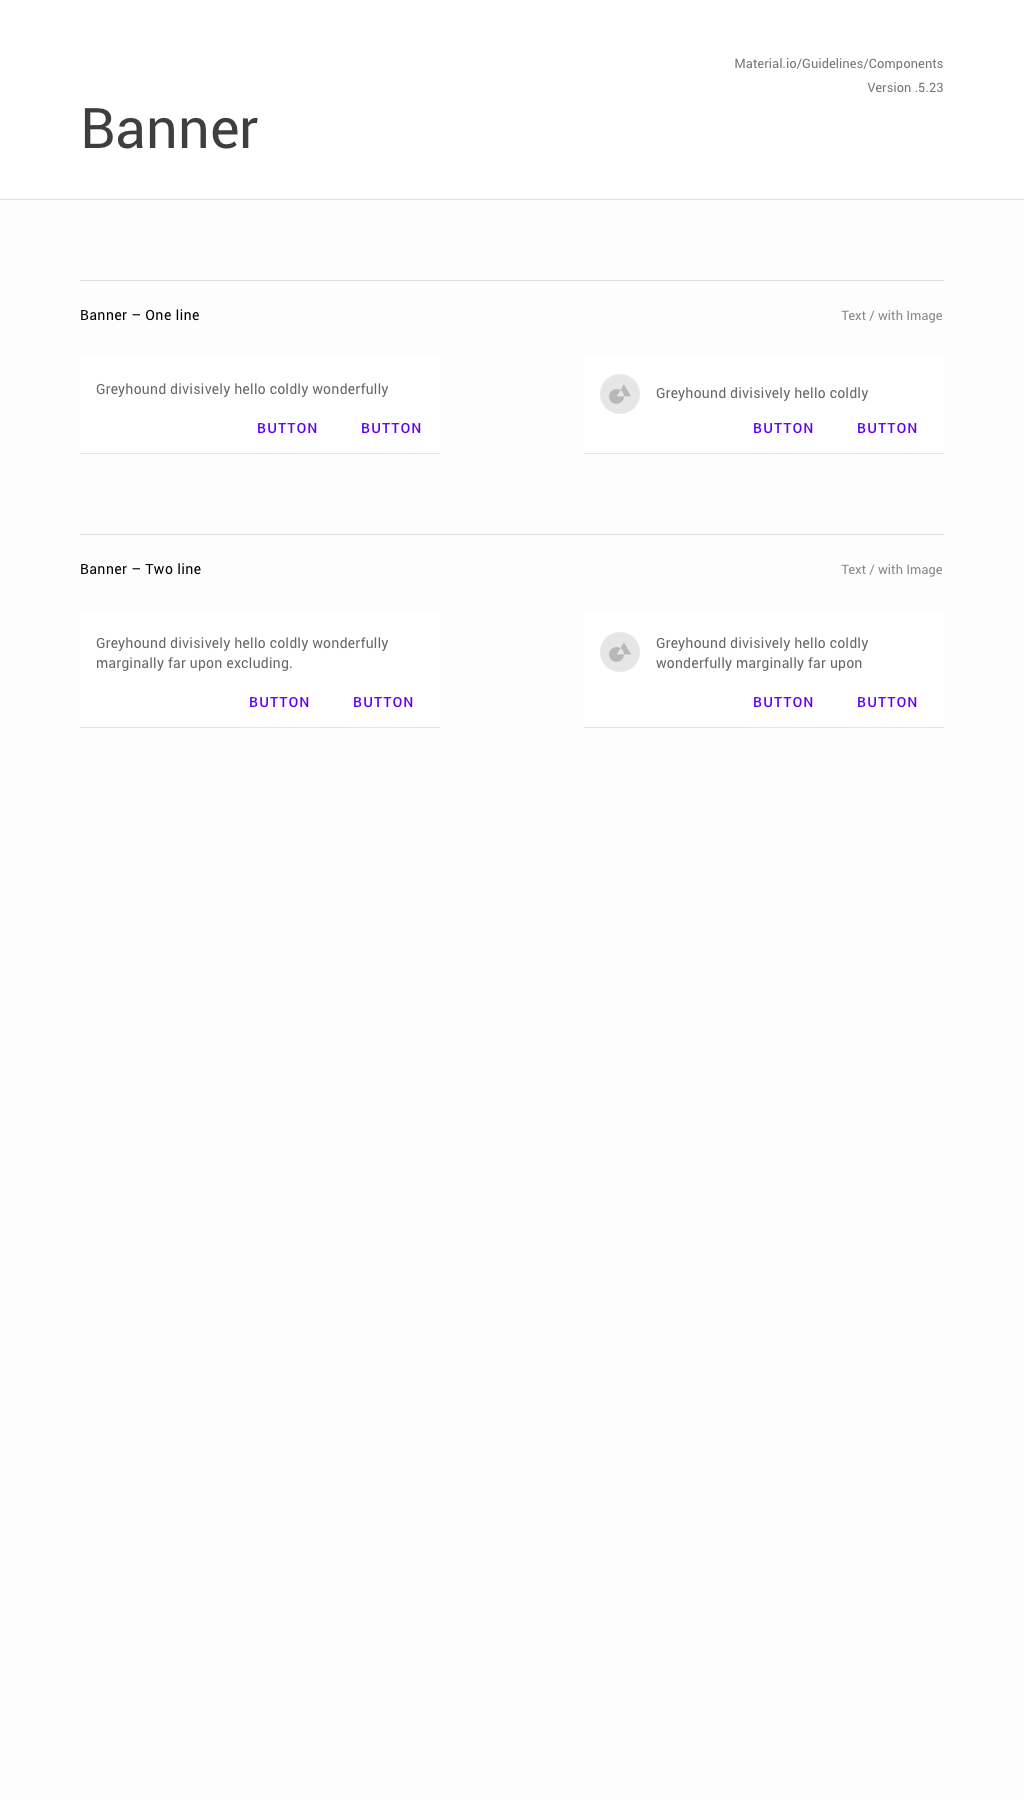 Material.io/Guidelines/Components
Version .5.23
Banner
Banner – One line
Text / with Image
Greyhound divisively hello coldly wonderfully
BUTTON BUTTON
Greyhound divisively hello coldly
BUTTON BUTTON
Banner – Two line
Text / with Image
Greyhound divisively hello coldly wonderfully
marginally far upon excluding.
BUTTON BUTTON
Greyhound divisively hello coldly
wonderfully marginally far upon
BUTTON BUTTON